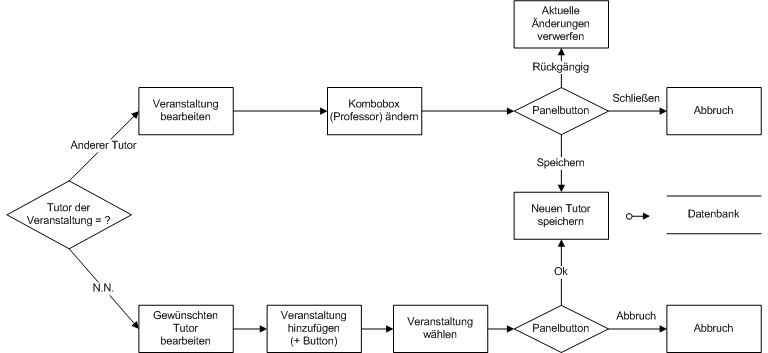 Aktuelle
Änderungen
verwerfen
Rückgängig
Veranstaltung
bearbeiten
Kombobox
(Professor) ändern
Panelbutton
Schließen
Abbruch
Anderer Tutor
Speichern
Tutor der
Veranstaltung = ?
Neuen Tutor
speichern
Datenbank
N.N.
Ok
Gewünschten
Tutor
bearbeiten
Veranstaltung
hinzufügen
(+ Button)
Veranstaltung
wählen
Panelbutton
Abbruch
Abbruch